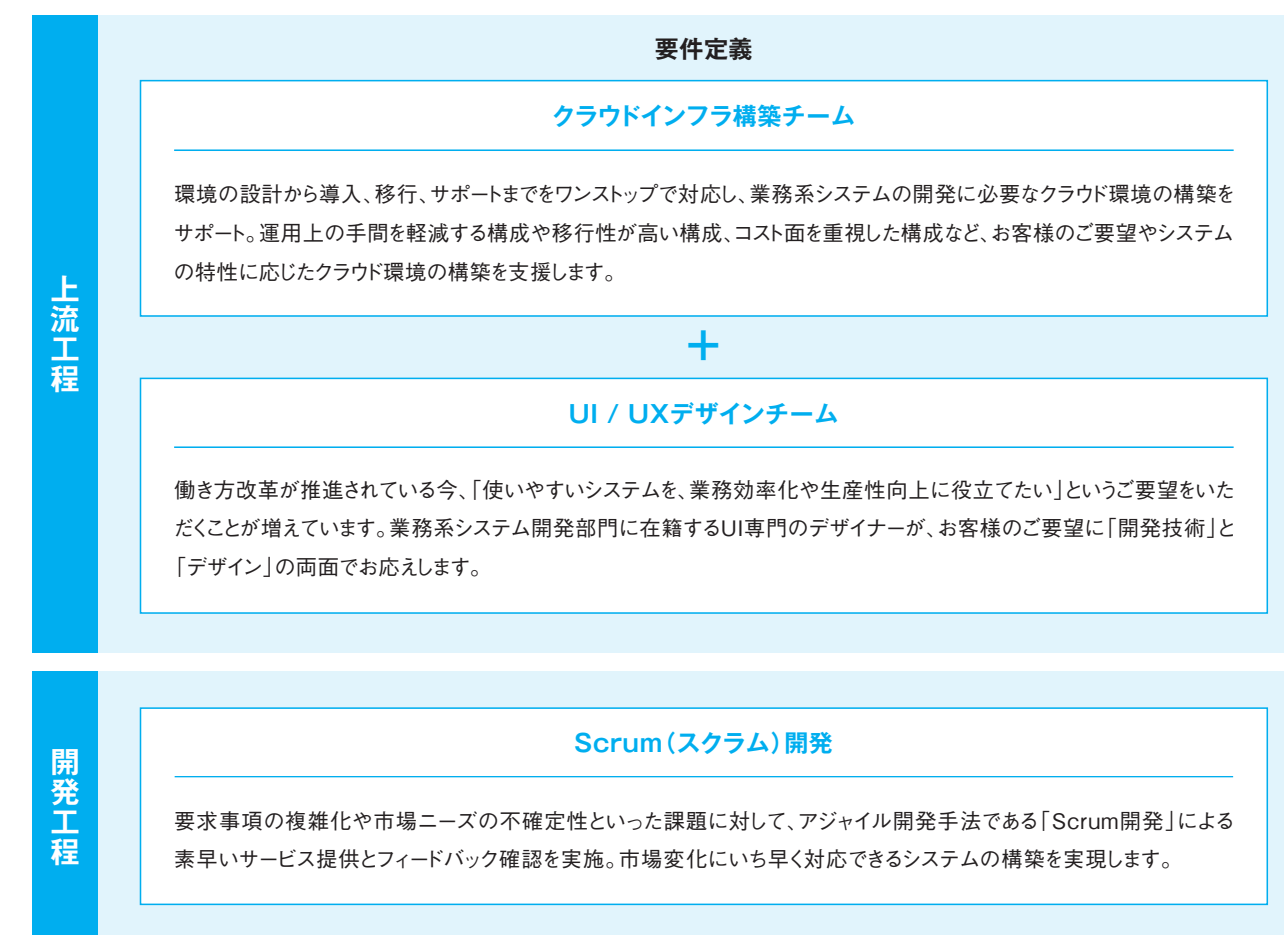 要件定義
クラウドインフラ構築チーム
環境の設計から導入、移行、サポートまでをワンストップで対応し、業務系システムの開発に必要なクラウド環境の構築を
サポート。運用上の手間を軽減する構成や移行性が高い構成、コスト面を重視した構成など、お客様のご要望やシステム
の特性に応じたクラウド環境の構築を支援します。
上流工程
＋
UI / UXデザインチーム
働き方改革が推進されている今、「使いやすいシステムを、業務効率化や生産性向上に役立てたい」というご要望をいた
だくことが増えています。業務系システム開発部門に在籍するUI専門のデザイナーが、お客様のご要望に「開発技術」と
「デザイン」の両面でお応えします。
開発工程
Scrum（スクラム）開発
要求事項の複雑化や市場ニーズの不確定性といった課題に対して、アジャイル開発手法である「Scrum開発」による
素早いサービス提供とフィードバック確認を実施。市場変化にいち早く対応できるシステムの構築を実現します。